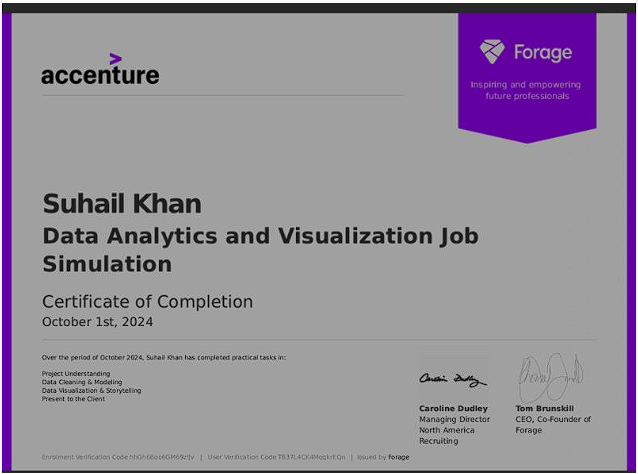 accenture
Forage
Inspiring and empowering
future professionals
Suhail Khan
Data Analytics and Visualization Job
Simulation
Certificate of Completion
October 1st, 2024
Over the period of October 2024, Suhail Khan has completed practical tasks in:
Project Understanding
Data Cleaning & Modeling
Data Visualization & Storytelling
Present to the Client
Caroline Dudley
Managing Director
North America
Recruiting
Tom Brunskill
CEO, Co-Founder of
Forage
Enrolment Verification Code | User Verification Code | Issued by Forage